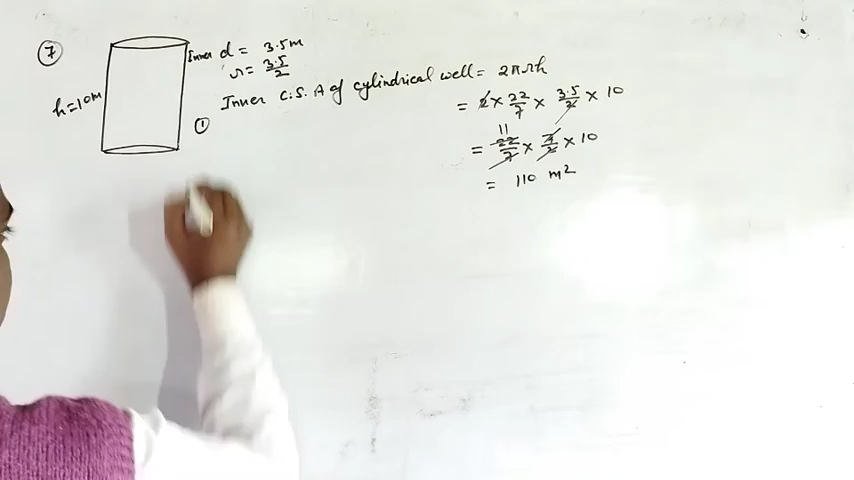 7
Inner d = 3.5m
r = 3.5/2
h=10m
Inner C.S.A of cylindrical well = 2πrh
①
= 2 × 22/7 × 3.5/2 × 10
11
= 22/7 × 7/2 × 10
= 110 m2